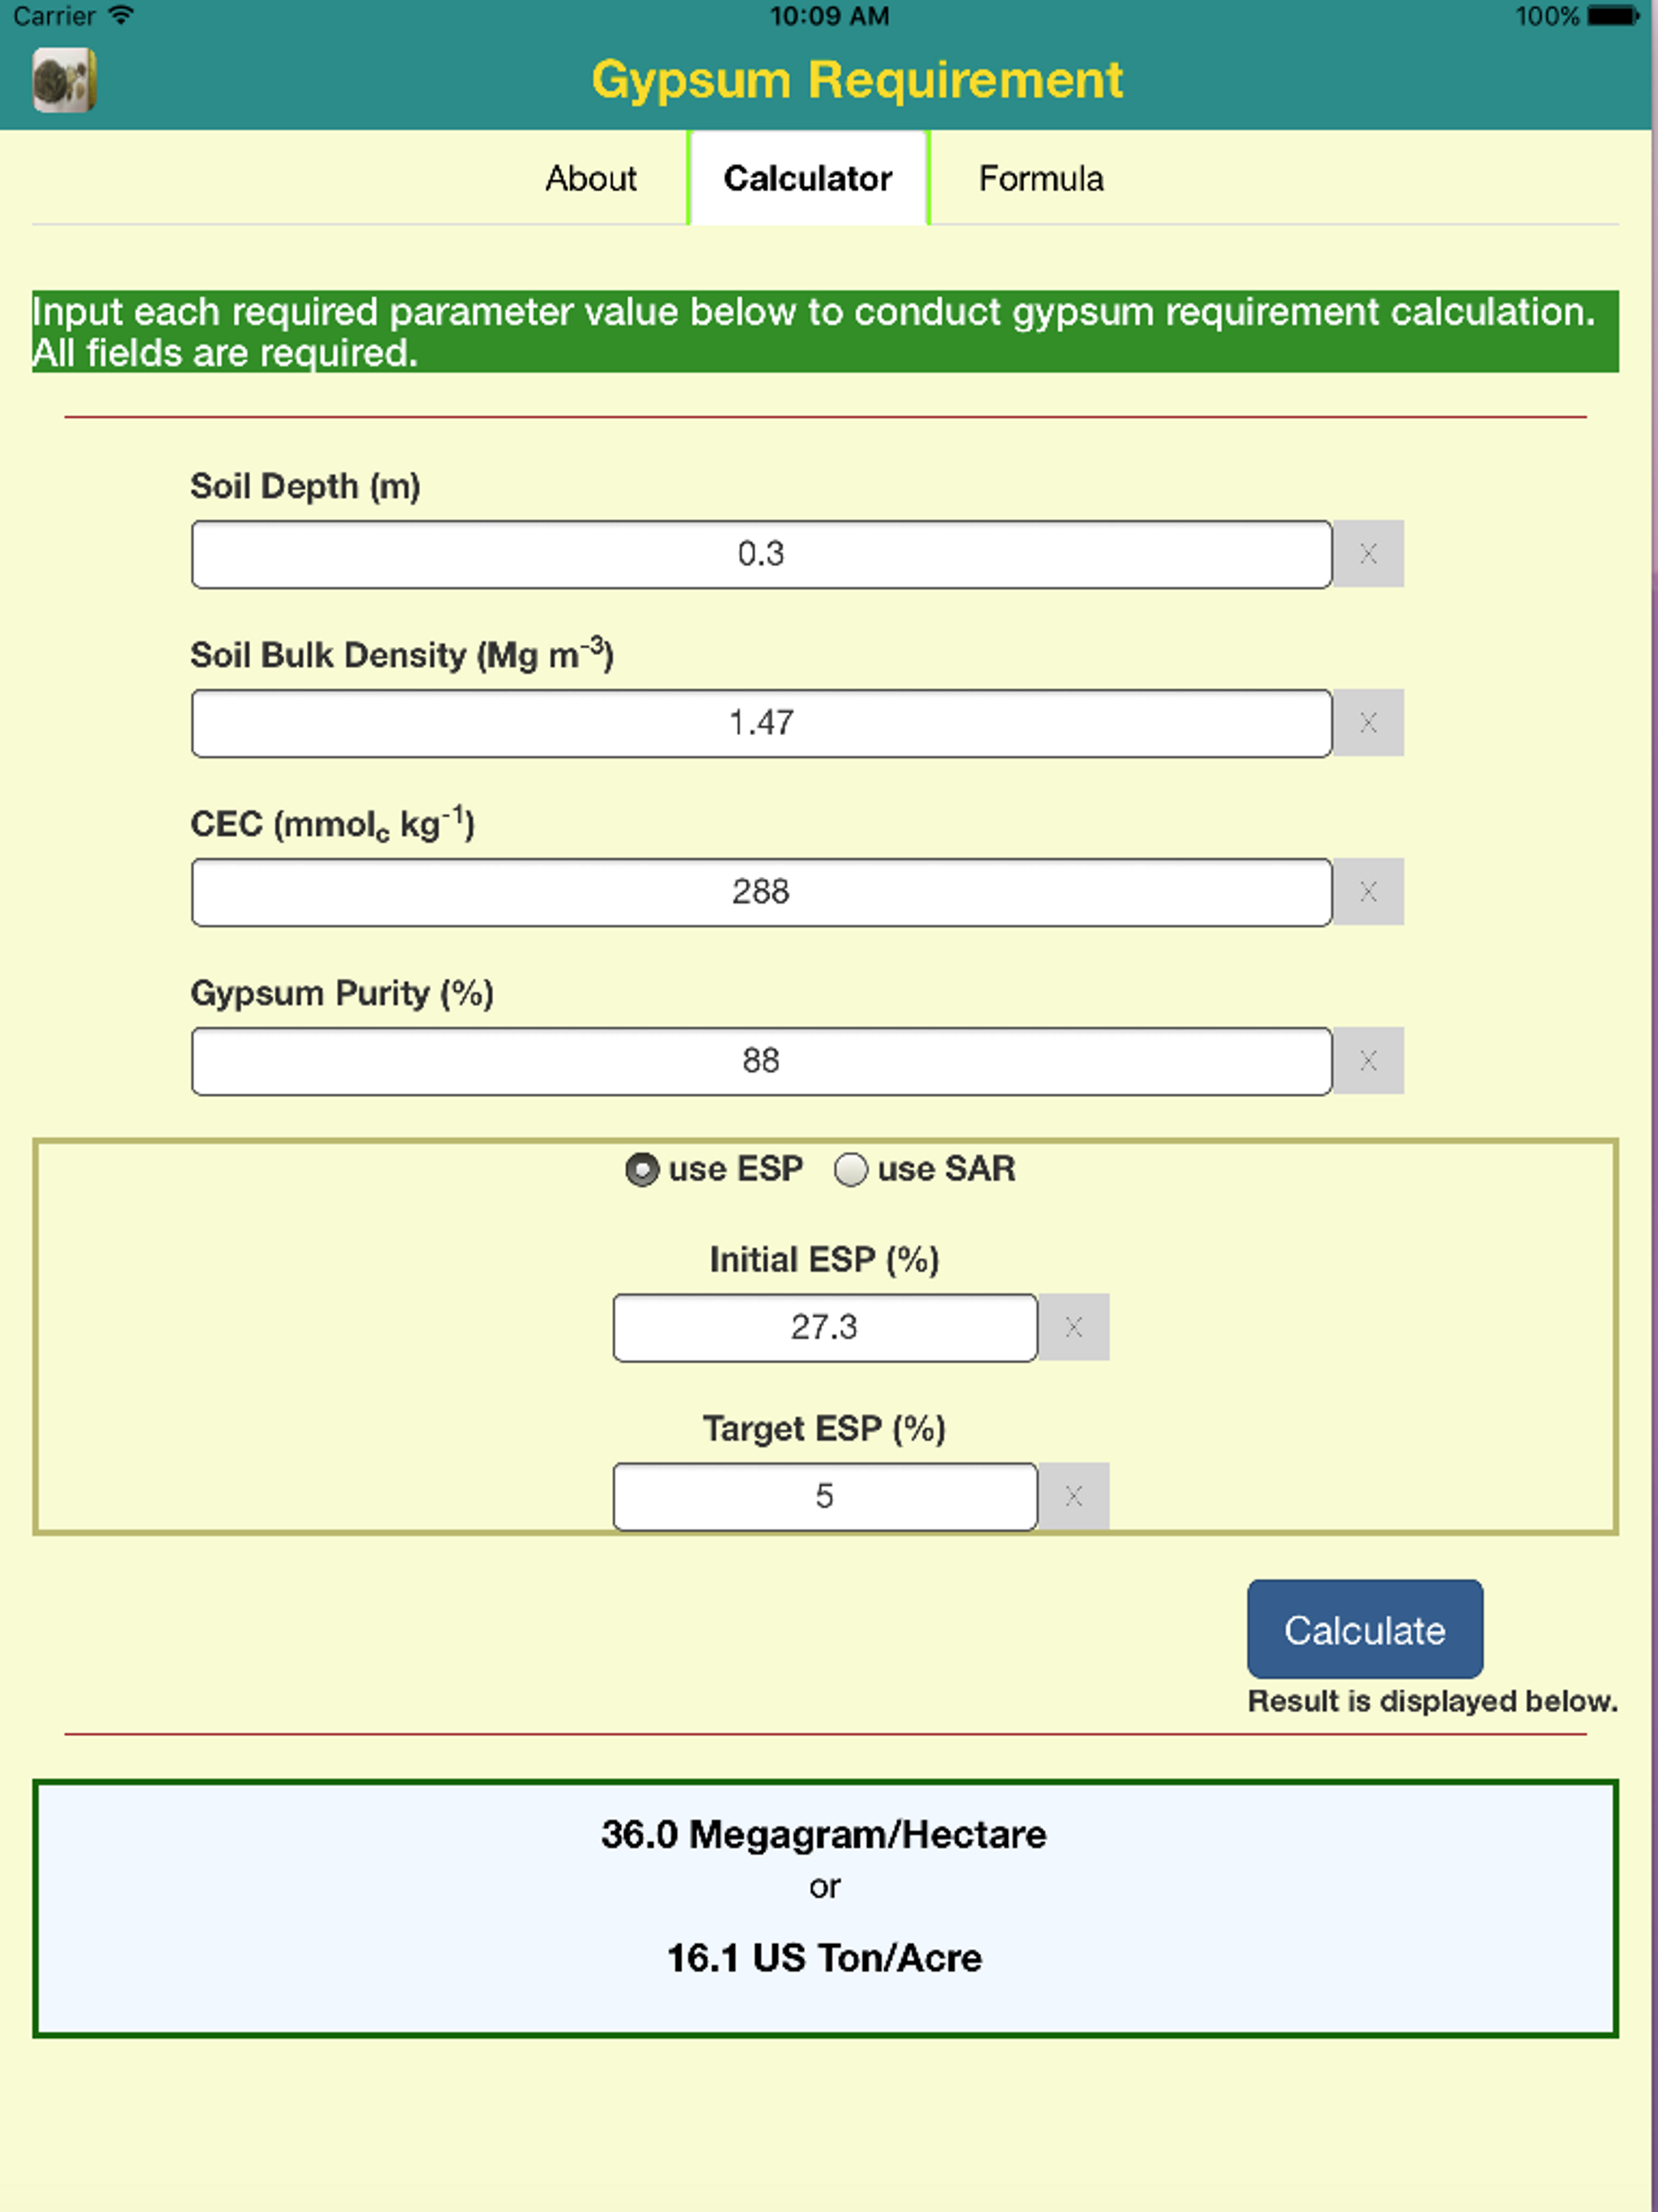 Carrier 10:09 AM 100%
Gypsum Requirement
About Calculator Formula
Input each required parameter value below to conduct gypsum requirement calculation.
All fields are required.
Soil Depth (m)
0.3 X
Soil Bulk Density (Mg m⁻³)
1.47 X
CEC (mmol꜀ kg⁻¹)
288 X
Gypsum Purity (%)
88 X
use ESP use SAR
Initial ESP (%)
27.3 X
Target ESP (%)
5 X
Calculate
Result is displayed below.
36.0 Megagram/Hectare
or
16.1 US Ton/Acre